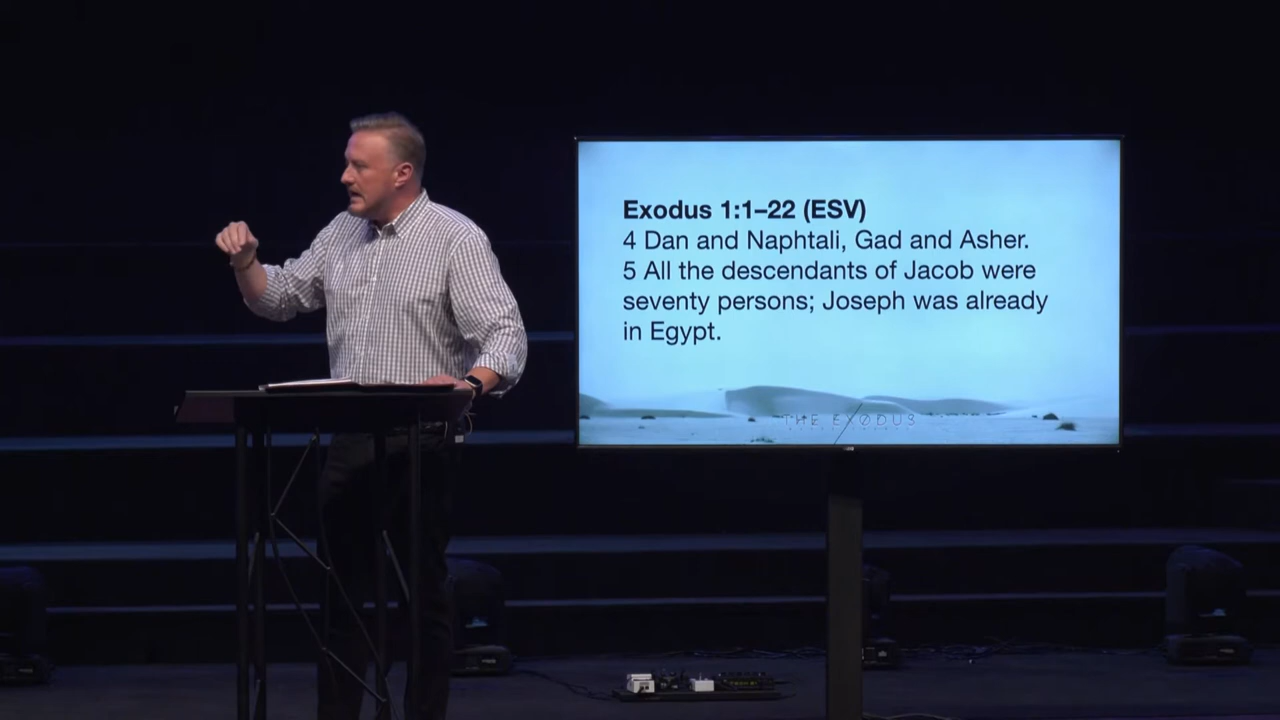 Exodus 1:1–22 (ESV)
4 Dan and Naphtali, Gad and Asher.
5 All the descendants of Jacob were
seventy persons; Joseph was already
in Egypt.
THE EXODUS